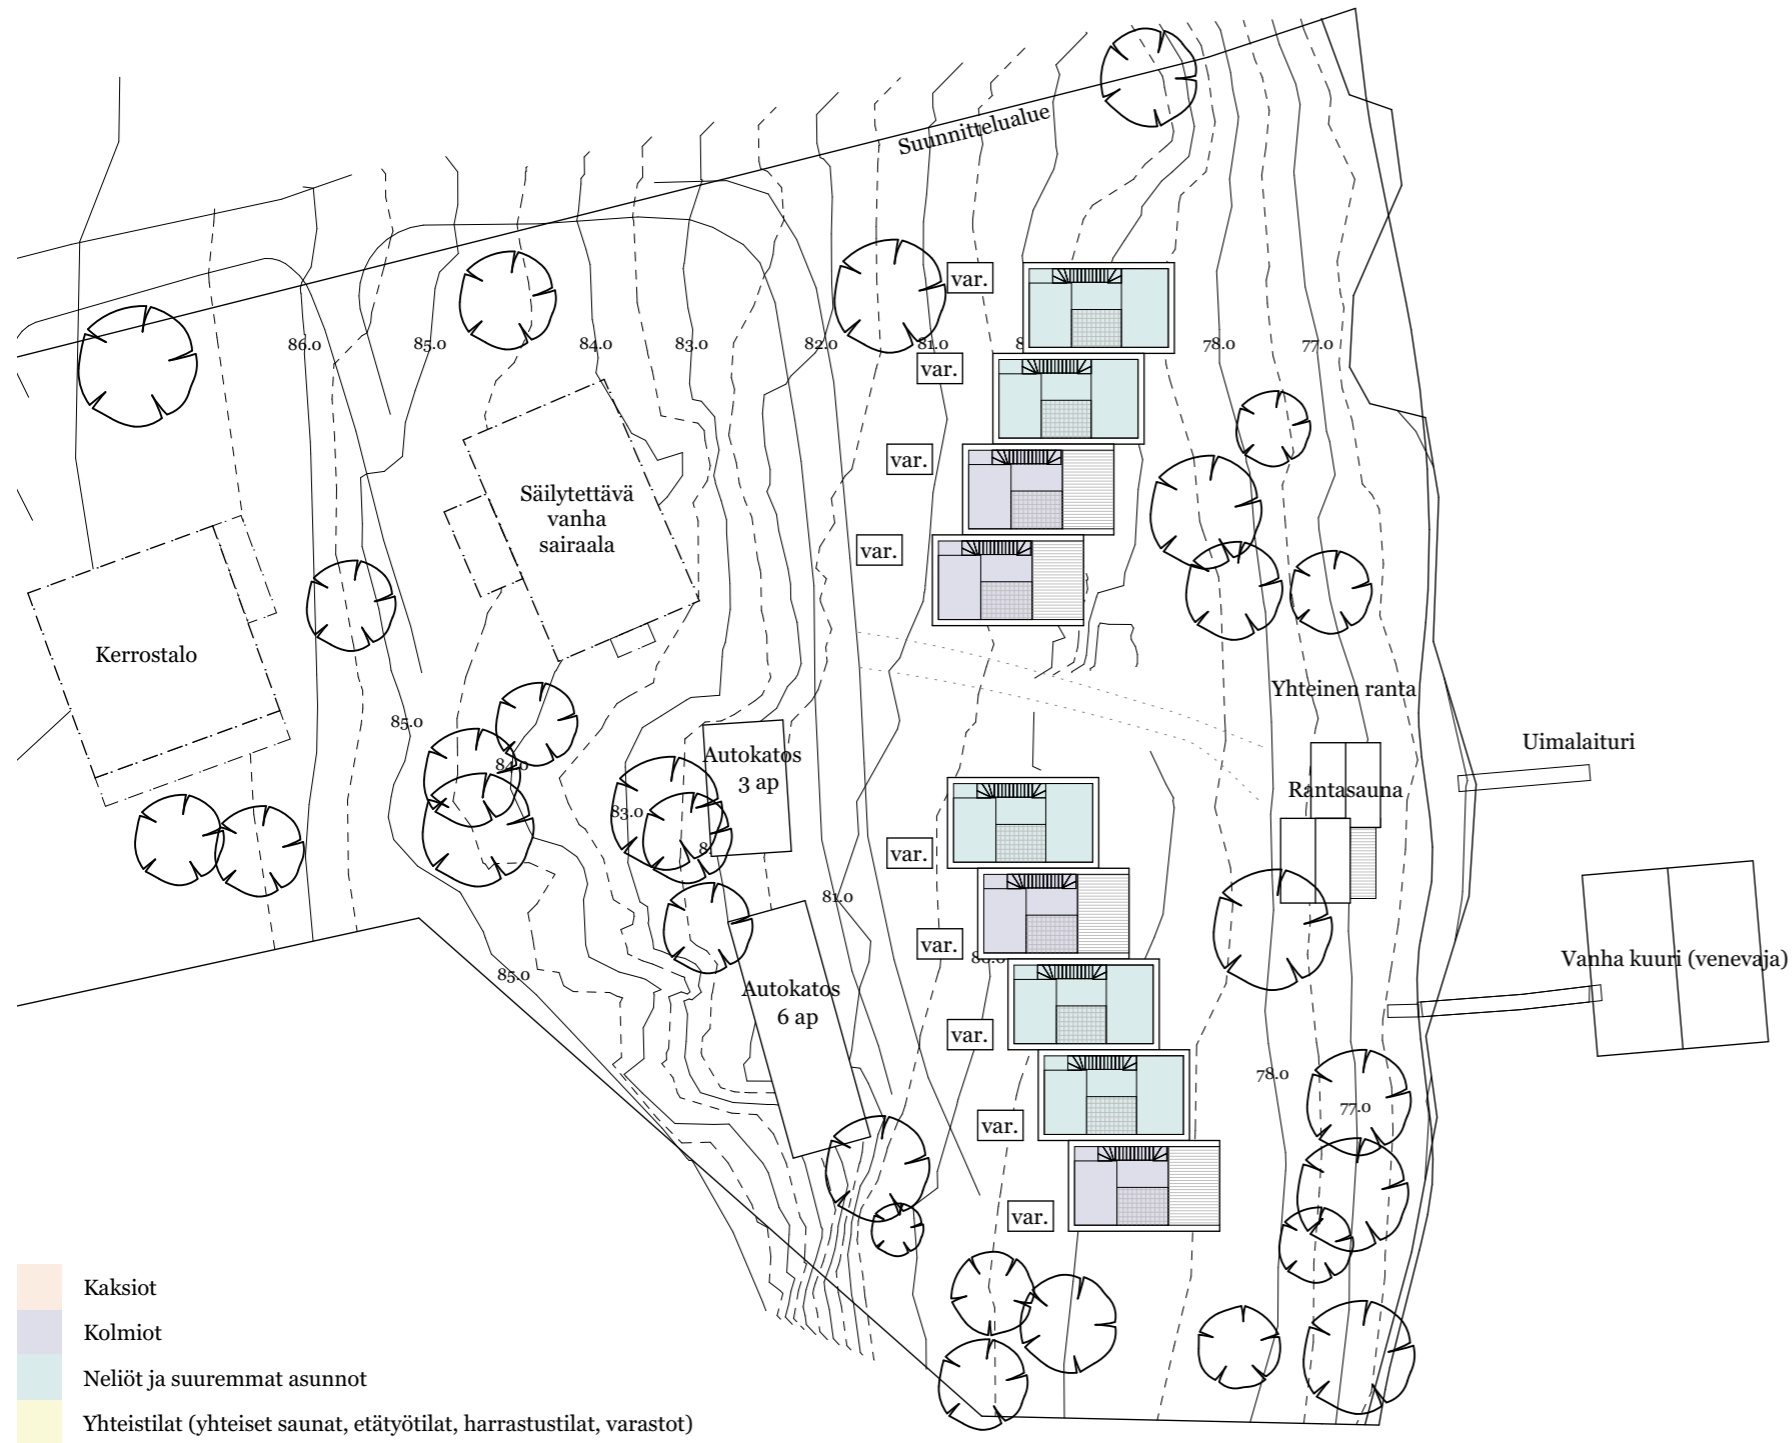 Suunnittelualue
var.
86.0
85.0
84.0
83.0
82.0
81.0
78.0
77.0
var.
var.
Säilytettävä
vanha
sairaala
var.
Kerrostalo
Yhteinen ranta
85.0
Uimalaituri
84.0
Autokatos
3 ap
Rantasauna
83.0
var.
81.0
var.
Vanha kuuri (venevaja)
85.0
Autokatos
6 ap
var.
78.0
77.0
var.
var.
Kaksiot
Kolmiot
Neliöt ja suuremmat asunnot
Yhteistilat (yhteiset saunat, etätyötilat, harrastustilat, varastot)